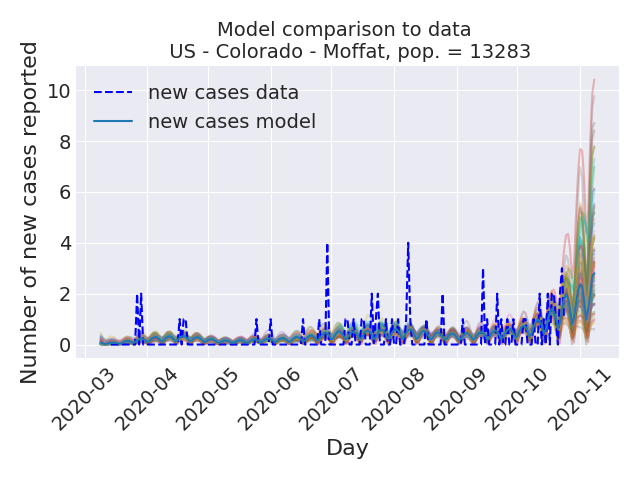 Model comparison to data
US - Colorado - Moffat, pop. = 13283
Number of new cases reported
10
8
6
4
2
0
new cases data
new cases model
2020-03
2020-04
2020-05
2020-06
2020-07
2020-08
2020-09
2020-10
2020-11
Day